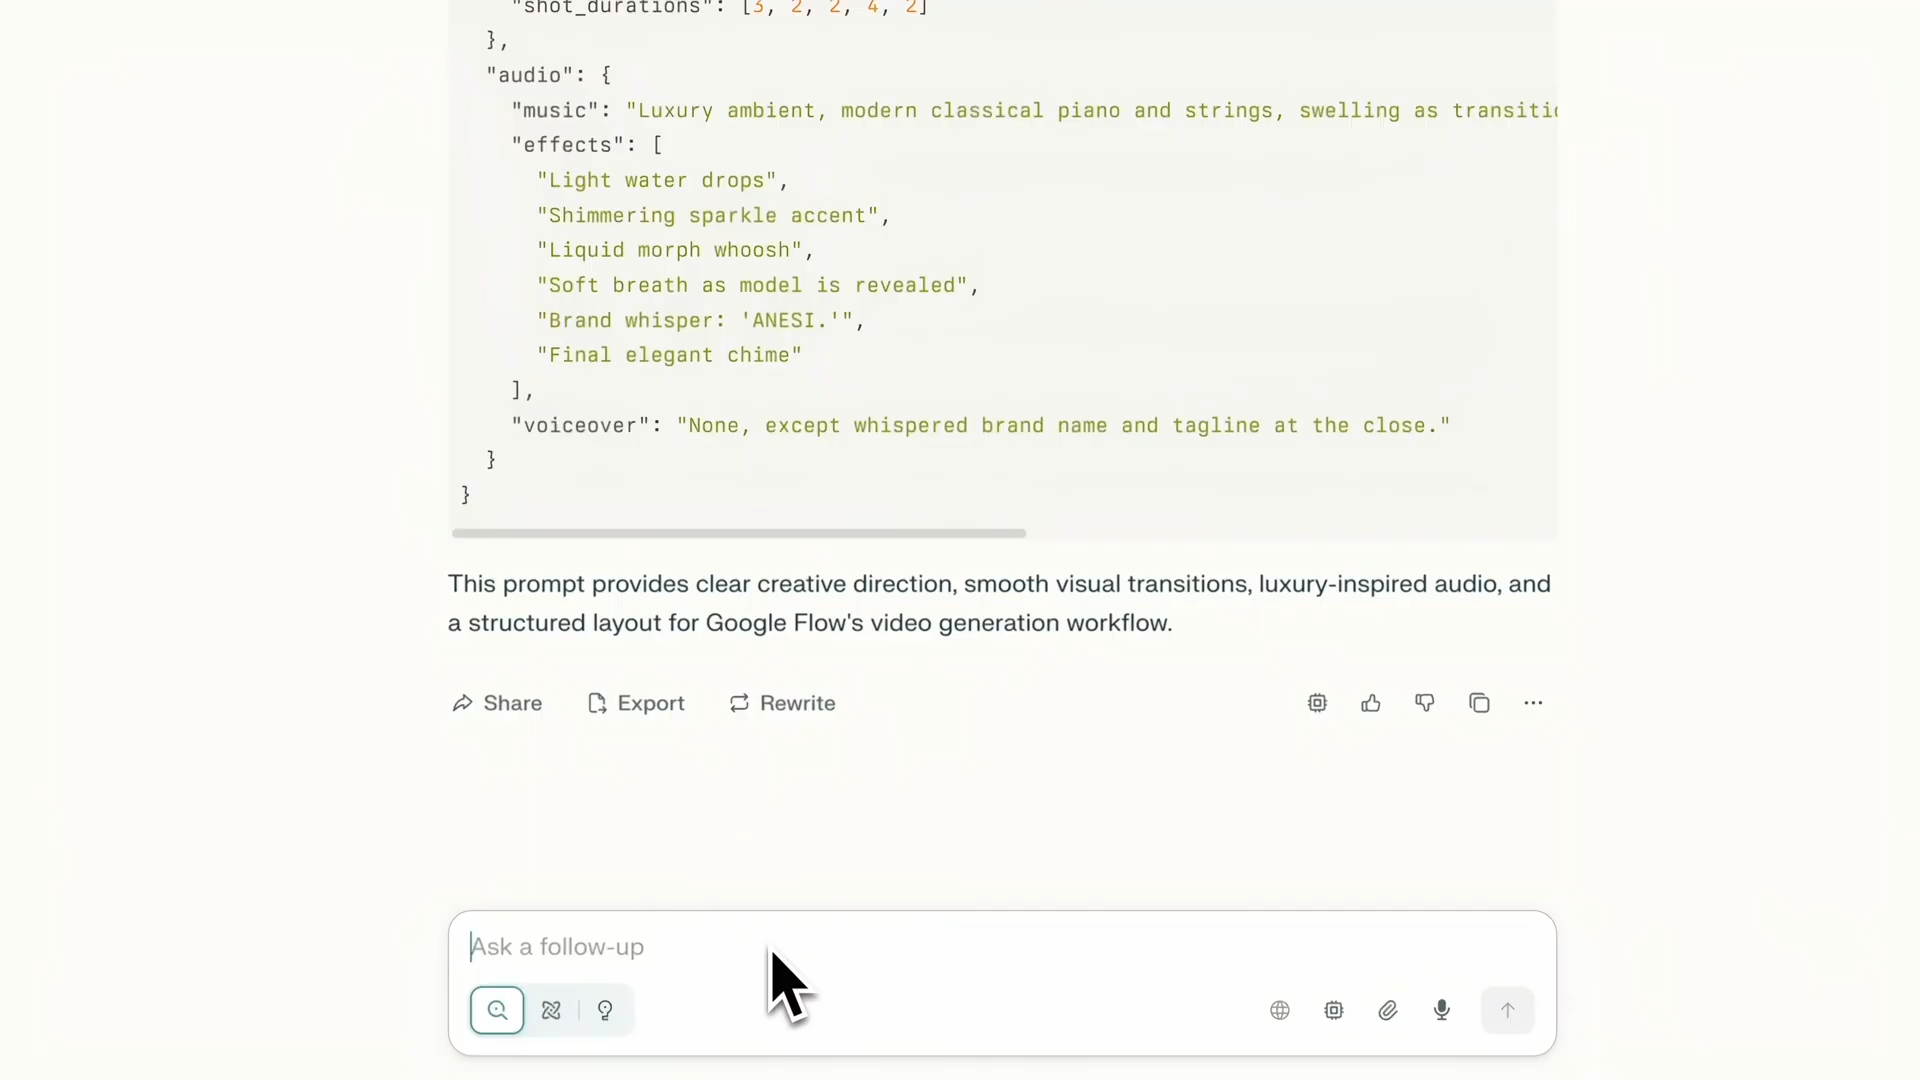 "shot_durations": [3, 2, 2, 4, 2]
},
"audio": {
"music": "Luxury ambient, modern classical piano and strings, swelling as
"effects": [
"Light water drops",
"Shimmering sparkle accent",
"Liquid morph whoosh",
"Soft breath as model is revealed",
"Brand whisper: 'ANESI.'",
"Final elegant chime"
],
"voiceover": "None, except whispered brand name and tagline at the close."
}
}
This prompt provides clear creative direction, smooth visual transitions, luxury-inspired audio, and
a structured layout for Google Flow's video generation workflow.
Share Export Rewrite
Ask a follow-up